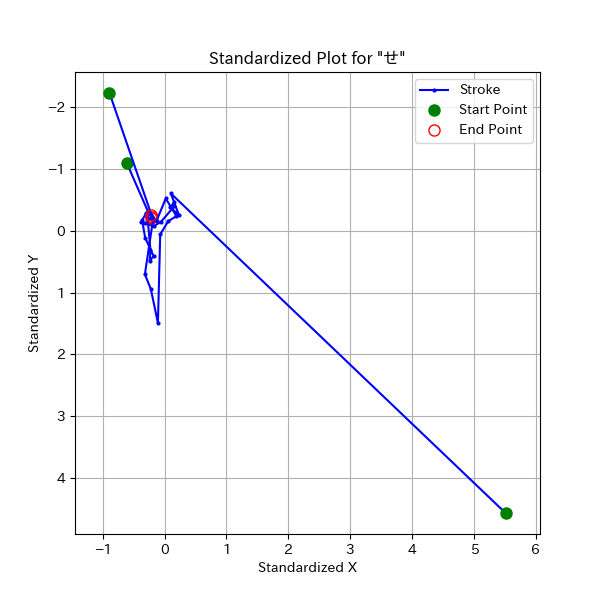 Standardized Plot for "せ"
Stroke
Start Point
End Point
−2
−1
0
1
2
3
4
Standardized Y
−1 0 1 2 3 4 5 6
Standardized X